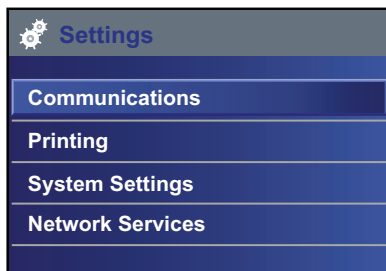 Settings
Communications
Printing
System Settings
Network Services